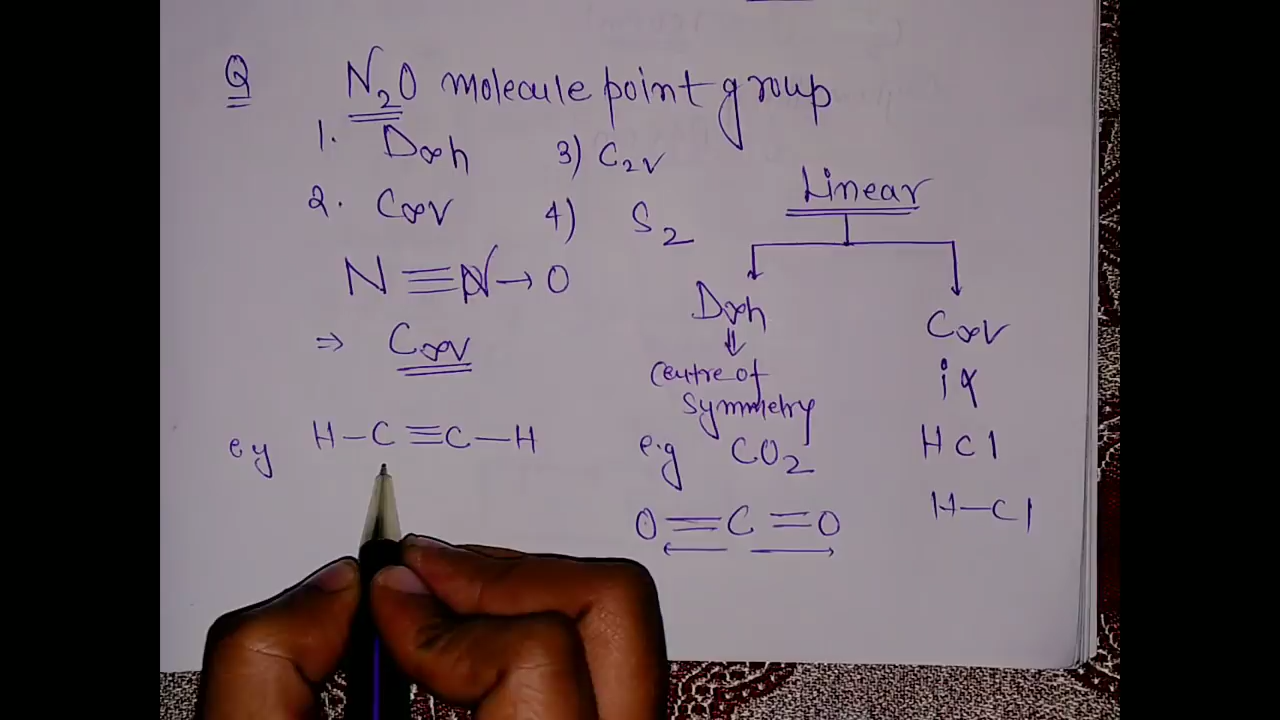 Q N₂O molecule point group
1. D∞h 3) C₂v
2. C∞v 4) S₂
N≡N→O
⇒ C∞v
eg H-C≡C-H
Linear
D∞h
⇓
Centre of
symmetry
e.g CO₂
O=C=O
C∞v
i
HCl
H-Cl